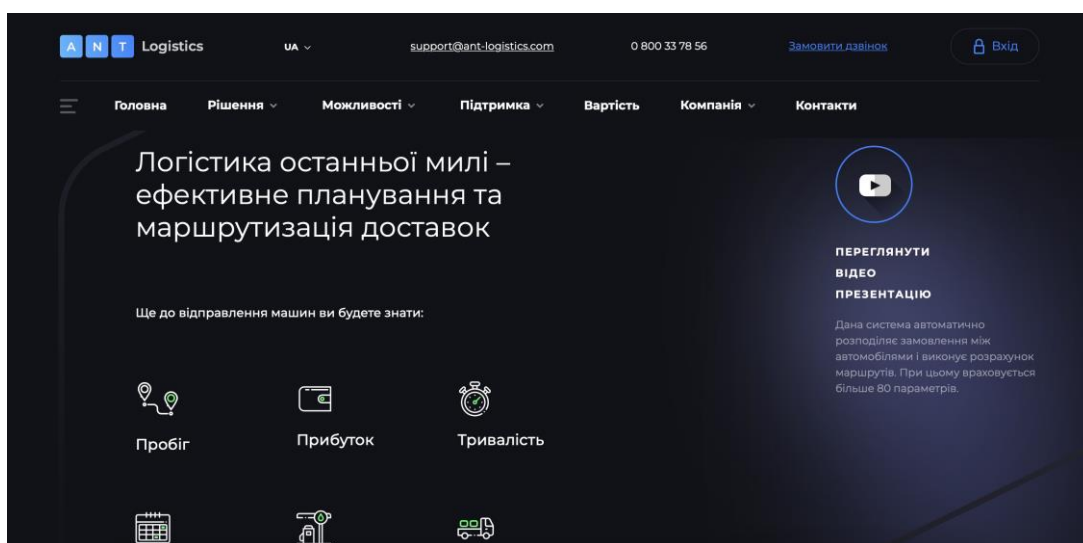 A N T Logistics UA support@ant-logistics.com 0 800 33 78 56 Замовити дзвінок Вхід
Головна Рішення Можливості Підтримка Вартість Компанія Контакти
Логістика останньої милі –
ефективне планування та
маршрутизація доставок
Ще до відправлення машин ви будете знати:
Пробіг Прибуток Тривалість
ПЕРЕГЛЯНУТИ
ВІДЕО
ПРЕЗЕНТАЦІЮ
Дана система автоматично
розподіляє замовлення між
автомобілями і виконує розрахунок
маршрутів. При цьому враховується
більше 80 параметрів.